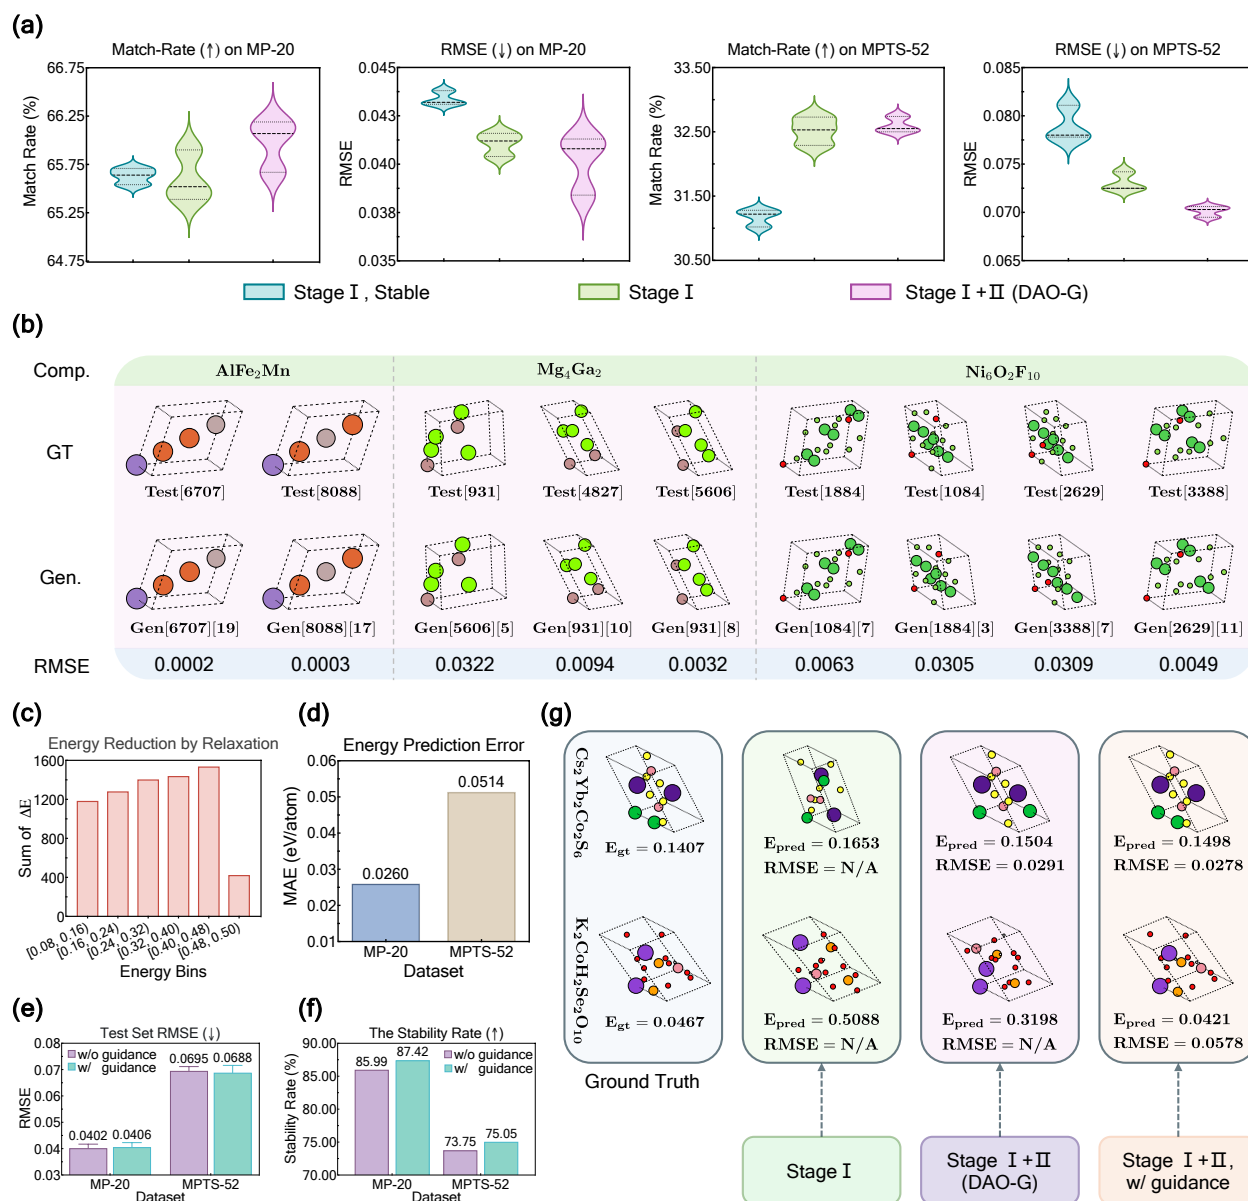 (a)
Match-Rate (↑) on MP-20
RMSE (↓) on MP-20
Match-Rate (↑) on MPTS-52
RMSE (↓) on MPTS-52
Match Rate (%)
66.75
66.25
65.75
65.25
64.75
RMSE
0.045
0.043
0.040
0.038
0.035
Match Rate (%)
33.50
32.50
31.50
30.50
RMSE
0.085
0.080
0.075
0.070
0.065
Stage I , Stable
Stage I
Stage I+II (DAO-G)
(b)
Comp.
AlFe2Mn
Mg4Ga2
Ni6O2F10
GT
Test[6707]
Test[8088]
Test[931]
Test[4827]
Test[5606]
Test[1884]
Test[1084]
Test[2629]
Test[3388]
Gen.
Gen[6707][19]
Gen[8088][17]
Gen[5606][5]
Gen[931][10]
Gen[931][8]
Gen[1084][7]
Gen[1884][3]
Gen[3388][7]
Gen[2629][11]
RMSE
0.0002
0.0003
0.0322
0.0094
0.0032
0.0063
0.0305
0.0309
0.0049
(c)
Energy Reduction by Relaxation
Sum of ΔE
1600
1200
800
400
0
[0.08, 0.16)
[0.16, 0.24)
[0.24, 0.32)
[0.32, 0.40)
[0.40, 0.48)
[0.48, 0.50)
Energy Bins
(d)
Energy Prediction Error
MAE (eV/atom)
0.06
0.05
0.04
0.03
0.02
0.01
0.0260
0.0514
MP-20
MPTS-52
Dataset
(e)
Test Set RMSE (↓)
RMSE
0.08
0.07
0.06
0.05
0.04
0.03
w/o guidance
w/ guidance
0.0402
0.0406
0.0695
0.0688
MP-20
MPTS-52
Dataset
(f)
The Stability Rate (↑)
Stability Rate (%)
90.00
85.00
80.00
75.00
70.00
w/o guidance
w/ guidance
85.99
87.42
73.75
75.05
MP-20
MPTS-52
Dataset
(g)
Cs2Yb2Co2S6
Egt = 0.1407
Epred = 0.1653
RMSE = N/A
Epred = 0.1504
RMSE = 0.0291
Epred = 0.1498
RMSE = 0.0278
K2CoH2Se2O10
Egt = 0.0467
Epred = 0.5088
RMSE = N/A
Epred = 0.3198
RMSE = N/A
Epred = 0.0421
RMSE = 0.0578
Ground Truth
Stage I
Stage I+II
(DAO-G)
Stage I+II,
w/ guidance